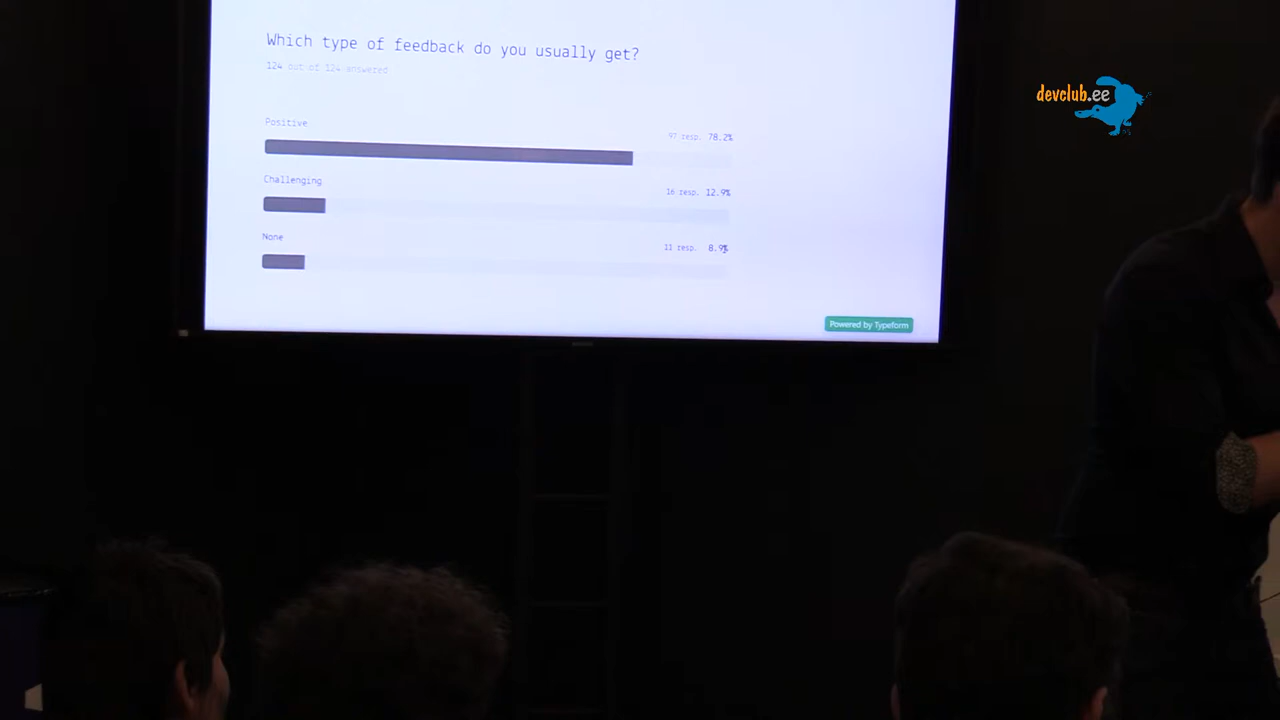 Which type of feedback do you usually get?
124 out of 124 answered
Positive
97 resp. 78.2%
Challenging
16 resp. 12.9%
None
11 resp. 8.9%
Powered by Typeform
devclub.ee